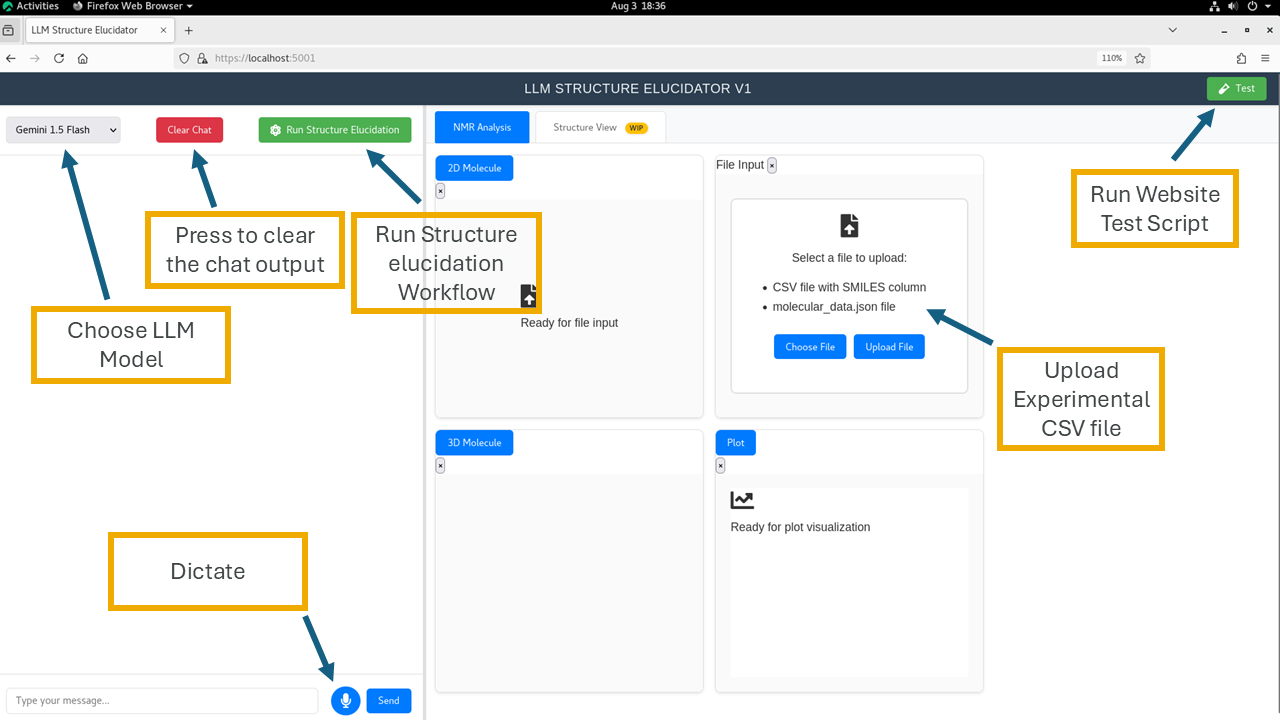 Activities
Firefox Web Browser
Aug 3 18:36
LLM Structure Elucidator
https://localhost:5001
110%
LLM STRUCTURE ELUCIDATOR V1
Test
Gemini 1.5 Flash
Clear Chat
Run Structure Elucidation
NMR Analysis
Structure View
WIP
2D Molecule
File Input
Run Website
Test Script
Press to clear
the chat output
Run Structure
elucidation
Workflow
Select a file to upload:
• CSV file with SMILES column
• molecular_data.json file
Choose LLM
Model
Ready for file input
Choose File
Upload File
Upload
Experimental
CSV file
3D Molecule
Plot
Ready for plot visualization
Dictate
Type your message...
Send